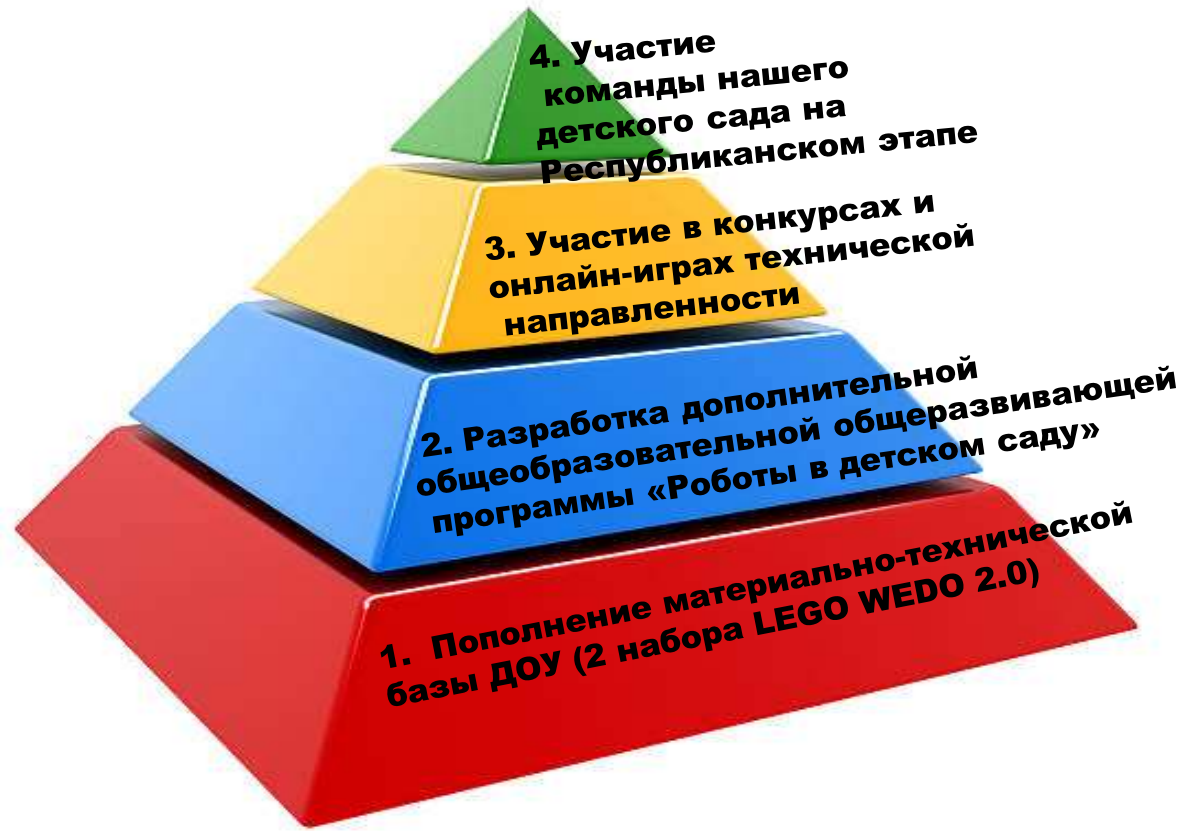 4. Участие
команды нашего
детского сада на
Республиканском этапе
3. Участие в конкурсах и
онлайн-играх технической
направленности
2. Разработка дополнительной
общеобразовательной общеразвивающей
программы «Роботы в детском саду»
1. Пополнение материально-технической
базы ДОУ (2 набора LEGO WEDO 2.0)